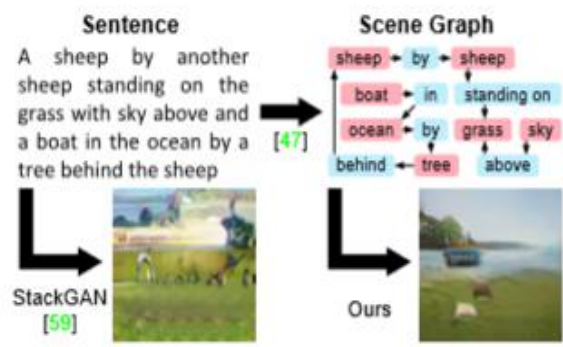 Sentence
A sheep by another
sheep standing on the
grass with sky above and
a boat in the ocean by a
tree behind the sheep
Scene Graph
sheep by sheep
boat in standing on
ocean by grass sky
behind tree above
[47]
StackGAN
[59]
Ours